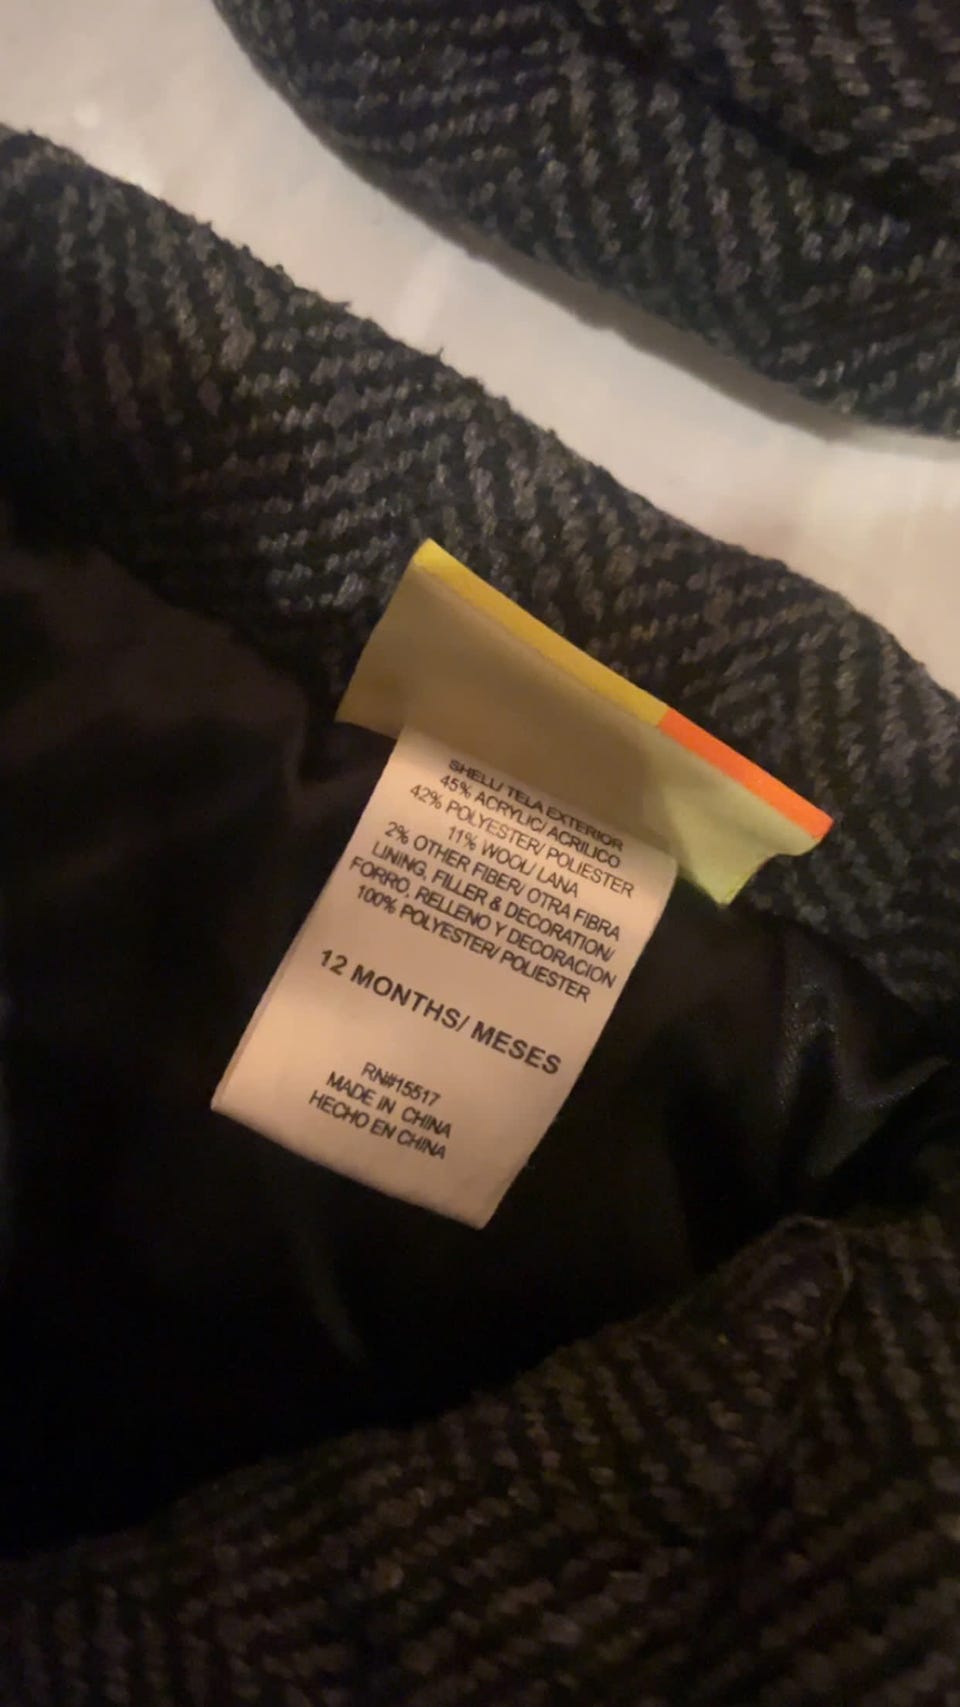 SHELL/ TELA EXTERIOR
45% ACRYLIC/ ACRILICO
42% POLYESTER/ POLIESTER
11% WOOL/ LANA
2% OTHER FIBER/ OTRA FIBRA
LINING, FILLER & DECORATION/
FORRO, RELLENO Y DECORACION
100% POLYESTER/ POLIESTER
12 MONTHS/ MESES
RN#15517
MADE IN CHINA
HECHO EN CHINA